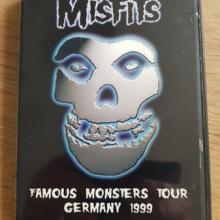 MISFITS
FAMOUS MONSTERS TOUR
GERMANY 1999